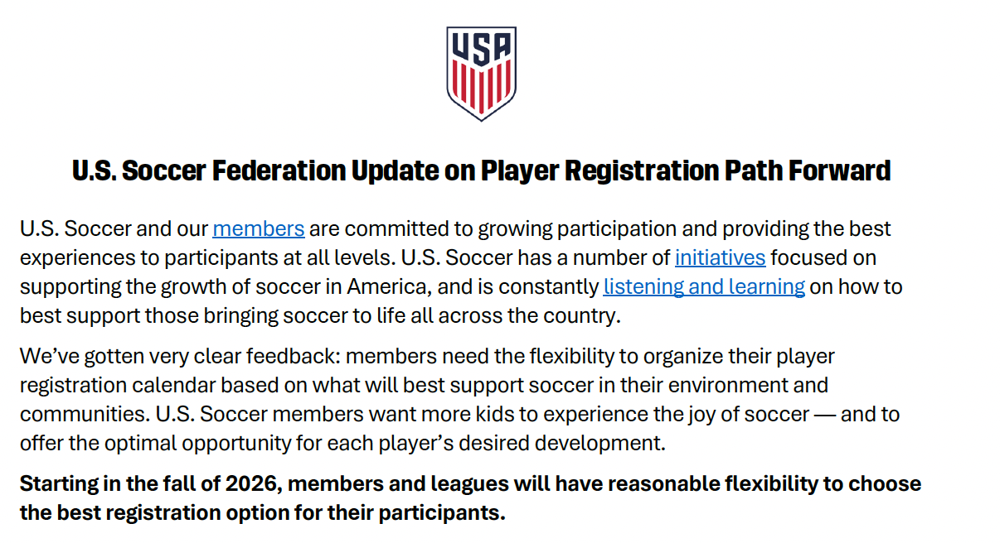 USA
U.S. Soccer Federation Update on Player Registration Path Forward
U.S. Soccer and our members are committed to growing participation and providing the best
experiences to participants at all levels. U.S. Soccer has a number of initiatives focused on
supporting the growth of soccer in America, and is constantly listening and learning on how to
best support those bringing soccer to life all across the country.
We’ve gotten very clear feedback: members need the flexibility to organize their player
registration calendar based on what will best support soccer in their environment and
communities. U.S. Soccer members want more kids to experience the joy of soccer — and to
offer the optimal opportunity for each player’s desired development.
Starting in the fall of 2026, members and leagues will have reasonable flexibility to choose
the best registration option for their participants.